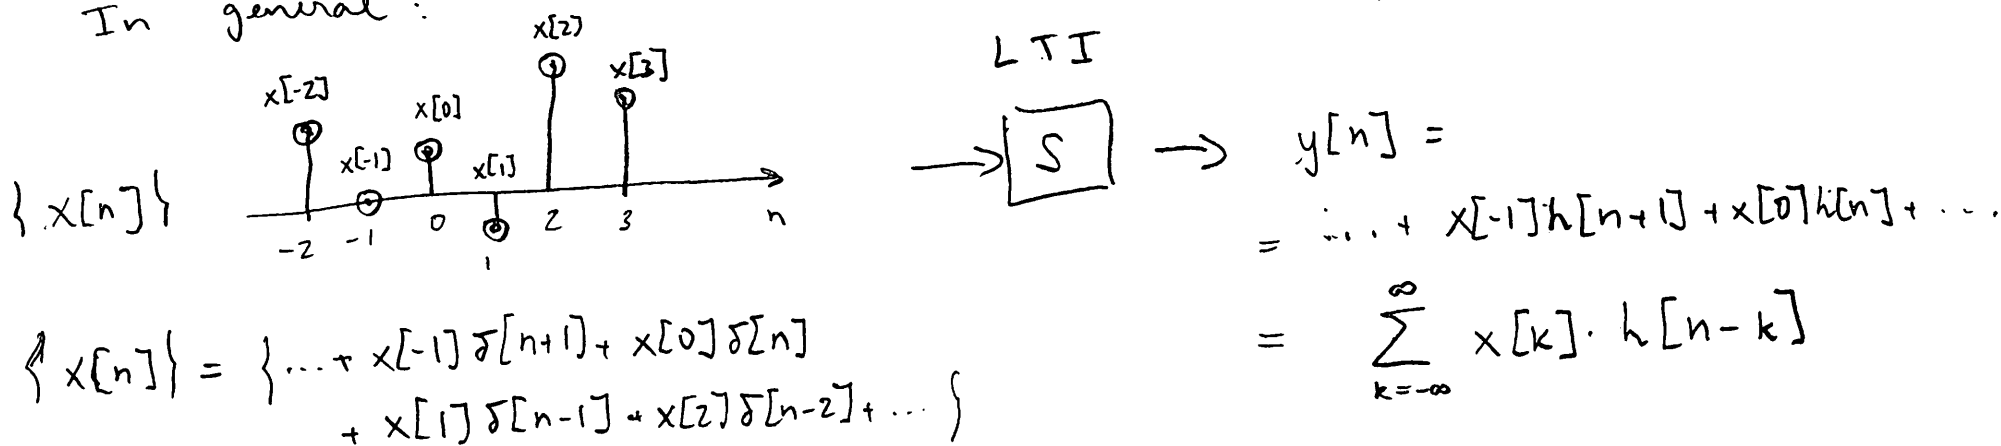 In general:
x[-2] x[-1] x[0] x[1] x[2] x[3]
{x[n]}
-2 -1 0 1 2 3 n
LTI
S
y[n] =
= ... + x[-1]h[n+1] + x[0]h[n] + ...
= ∑_{k=-∞}^{∞} x[k]· h[n-k]
{x[n]} = {... + x[-1]δ[n+1] + x[0]δ[n]
+ x[1]δ[n-1] + x[2]δ[n-2] + ...}